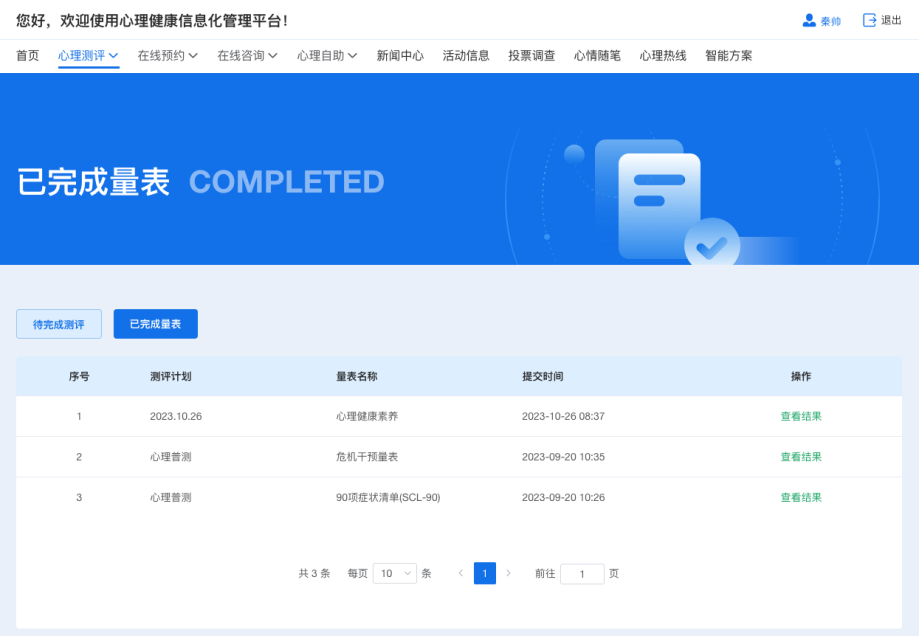 您好，欢迎使用心理健康信息化管理平台！ 秦帅 退出
首页 心理测评 在线预约 在线咨询 心理自助 新闻中心 活动信息 投票调查 心情随笔 心理热线 智能方案
已完成量表 COMPLETED
待完成测评 已完成量表
序号 测评计划 量表名称 提交时间 操作
1 2023.10.26 心理健康素养 2023-10-26 08:37 查看结果
2 心理普测 危机干预量表 2023-09-20 10:35 查看结果
3 心理普测 90项症状清单(SCL-90) 2023-09-20 10:26 查看结果
共 3 条 每页 10 条 1 前往 1 页